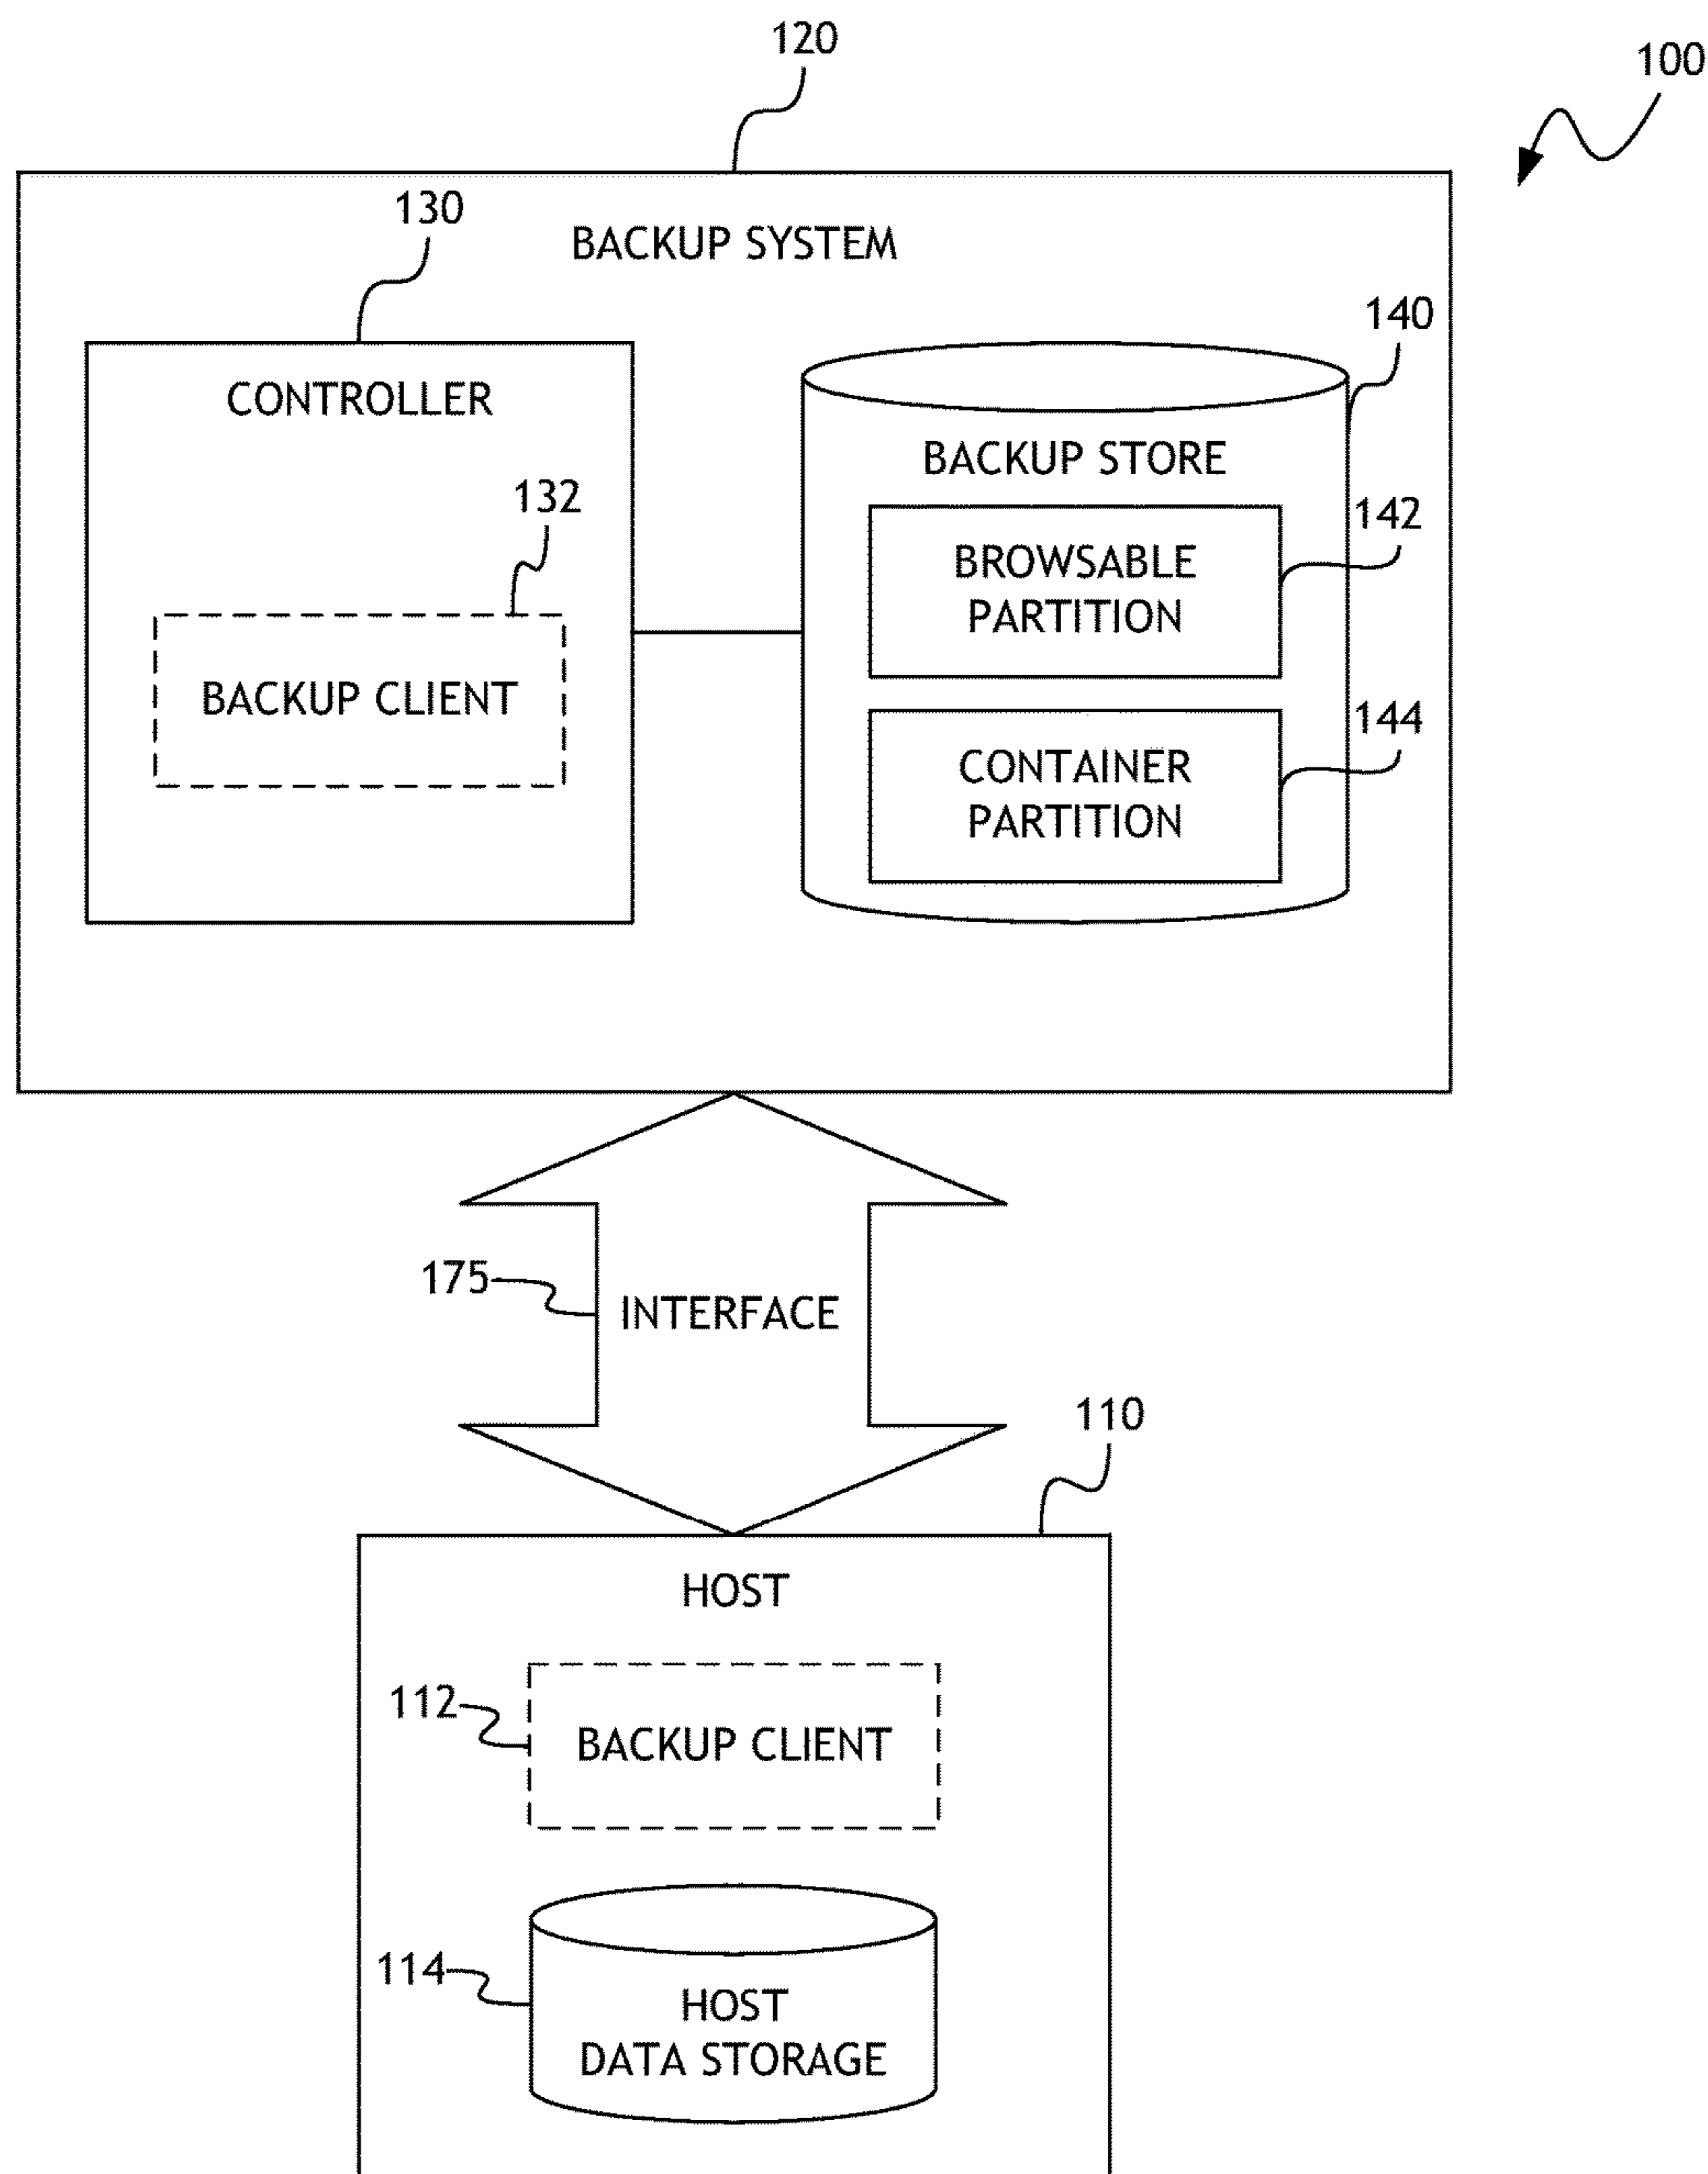 120
100
130
BACKUP SYSTEM
140
CONTROLLER
BACKUP STORE
132
142
BROWSABLE
PARTITION
BACKUP CLIENT
144
CONTAINER
PARTITION
175
INTERFACE
110
HOST
112
BACKUP CLIENT
114
HOST
DATA STORAGE